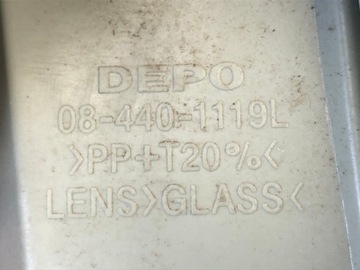 DEPO
08-440-1119L
>PP+T20%<
LENS>GLASS<